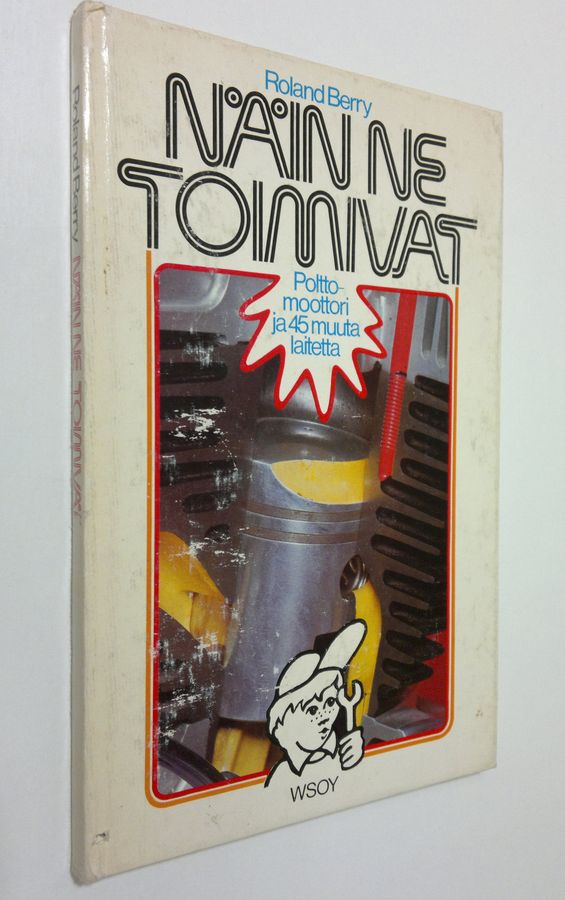 Roland Berry
NÄIN NE
TOIMIVAT
Poltto-
moottori
ja 45 muuta
laitetta
WSOY
Roland Berry NÄIN NE TOIMIVAT